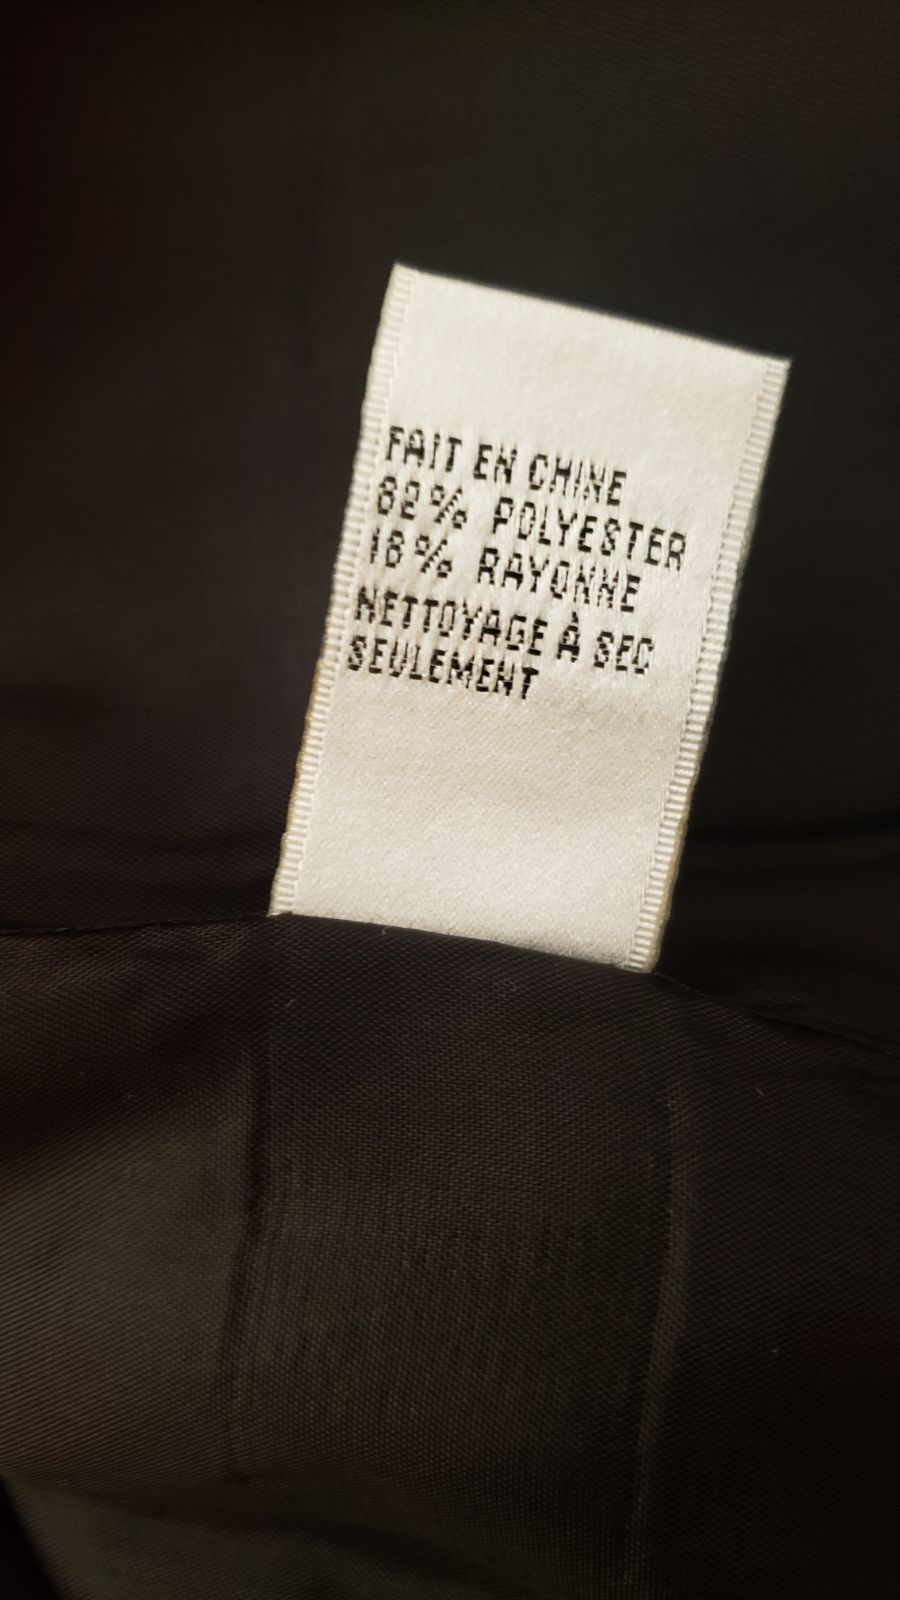 FAIT EN CHINE
82% POLYESTER
18% RAYONNE
NETTOYAGE À SEC
SEULEMENT